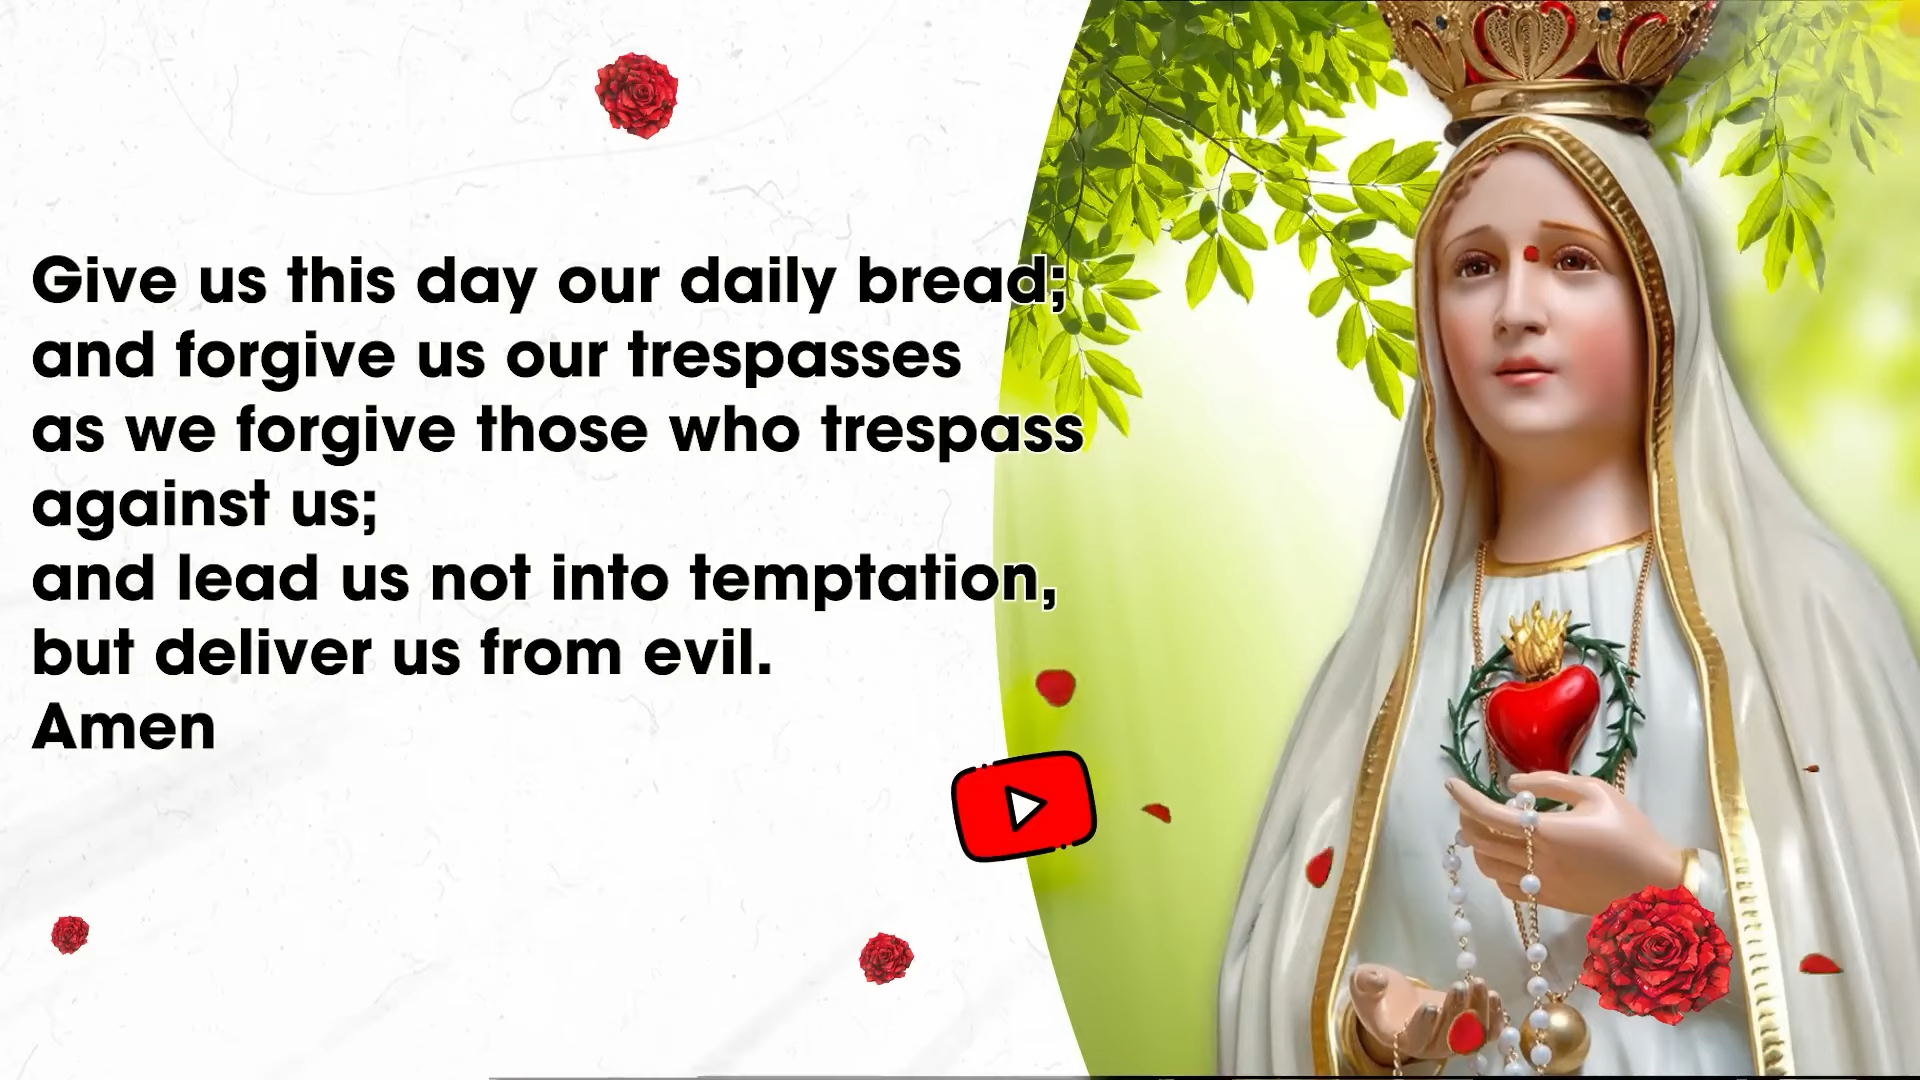 Give us this day our daily bread;
and forgive us our trespasses
as we forgive those who trespass
against us;
and lead us not into temptation,
but deliver us from evil.
Amen